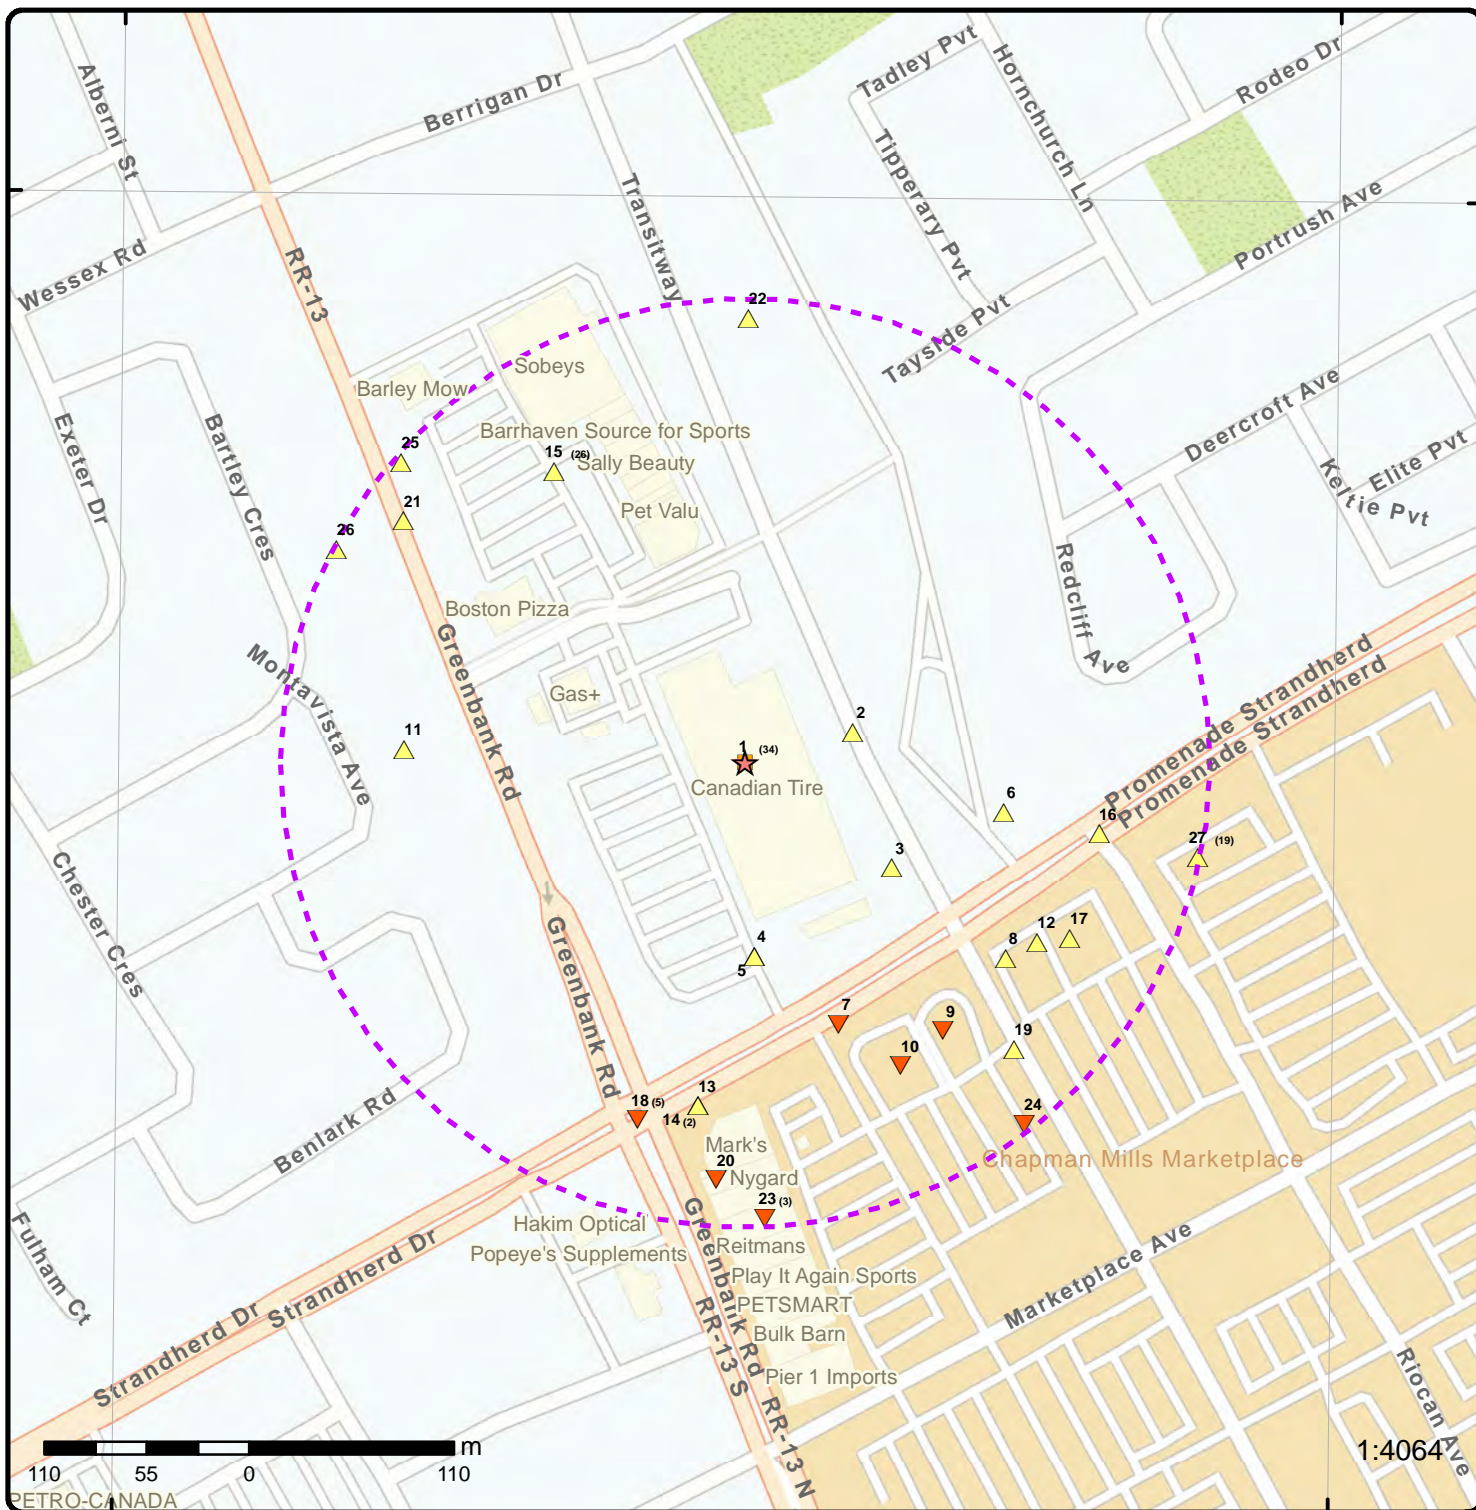 Tadley Pvt
Hornchurch Ln
Rodeo Dr
Alberni St
Berrigan Dr
Tipperary Pvt
Transitway
Portrush Ave
Wessex Rd
RR-13
22
Tayside Pvt
Sobeys
Barley Mow
Deercroft Ave
Exeter Dr
Bartley Cres
Barrhaven Source for Sports
25
15 (26)
Sally Beauty
Elite Pvt
Keltie Pvt
21
Pet Valu
26
Redcliff Ave
Boston Pizza
Greenbank Rd
Montavista Ave
Gas+
Promenade Strandherd
Promenade Strandherd
11
2
1 (34)
Canadian Tire
6
16
27 (19)
3
Chester Cres
Greenbank Rd
4
5
8
12
17
7
9
10
19
13
18 (5)
14 (2)
24
Benlark Rd
Mark's
20
Nygard
Chapman Mills Marketplace
23 (3)
Fulham Ct
Hakim Optical
Greenbank Rd
Reitmans
Popeye's Supplements
Strandherd Dr
Strandherd Dr
Play It Again Sports
Marketplace Ave
PETSMART
Bulk Barn
RR-13 S
Pier 1 Imports
Riocan Ave
RR-13 N
m
110 55 0 110
1:4064
PETRO-CANADA